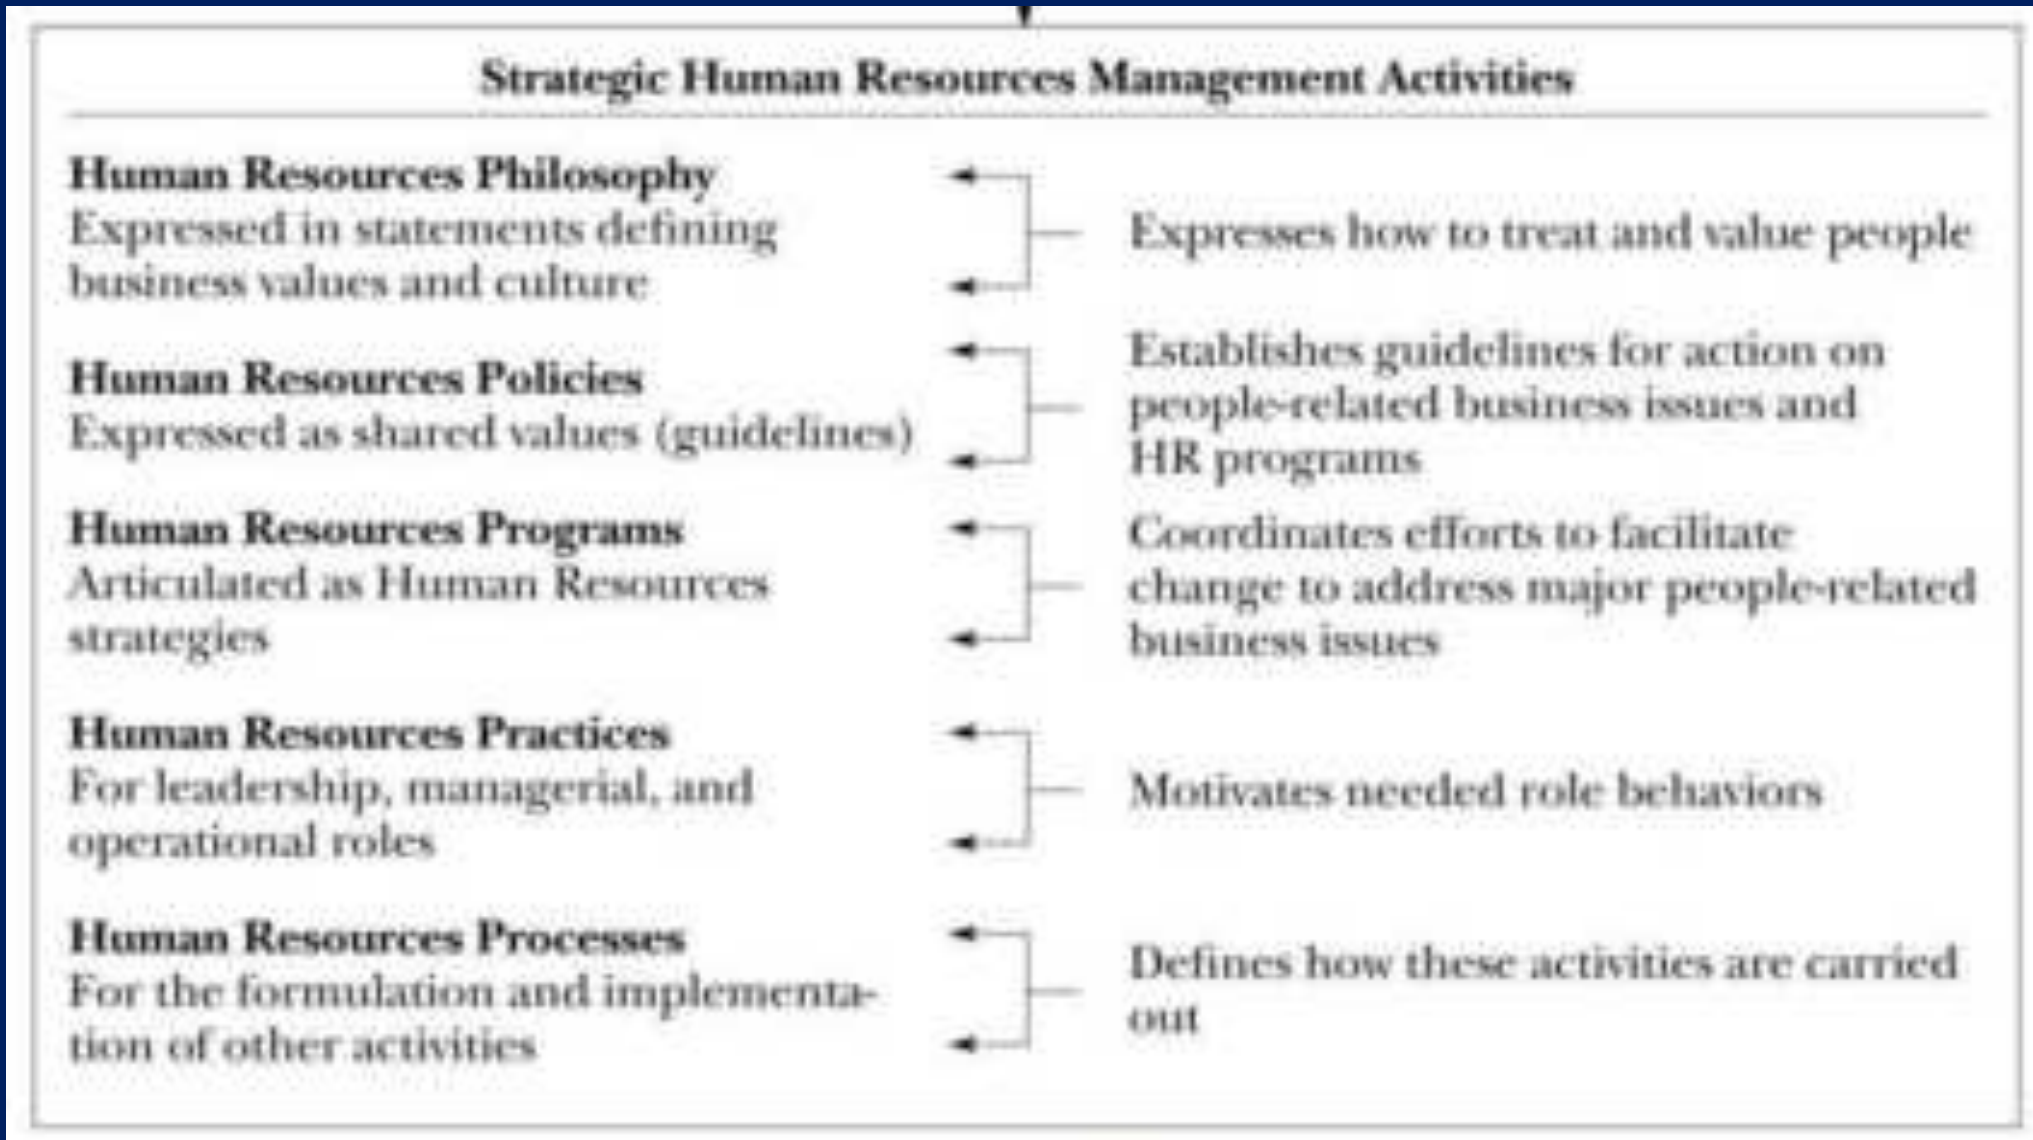 Strategic Human Resources Management Activities
Human Resources Philosophy
Expressed in statements defining
business values and culture
Expresses how to treat and value people
Human Resources Policies
Expressed as shared values (guidelines)
Establishes guidelines for action on
people-related business issues and
HR programs
Human Resources Programs
Articulated as Human Resources
strategies
Coordinates efforts to facilitate
change to address major people-related
business issues
Human Resources Practices
For leadership, managerial, and
operational roles
Motivates needed role behaviors
Human Resources Processes
For the formulation and implementa-
tion of other activities
Defines how these activities are carried
out